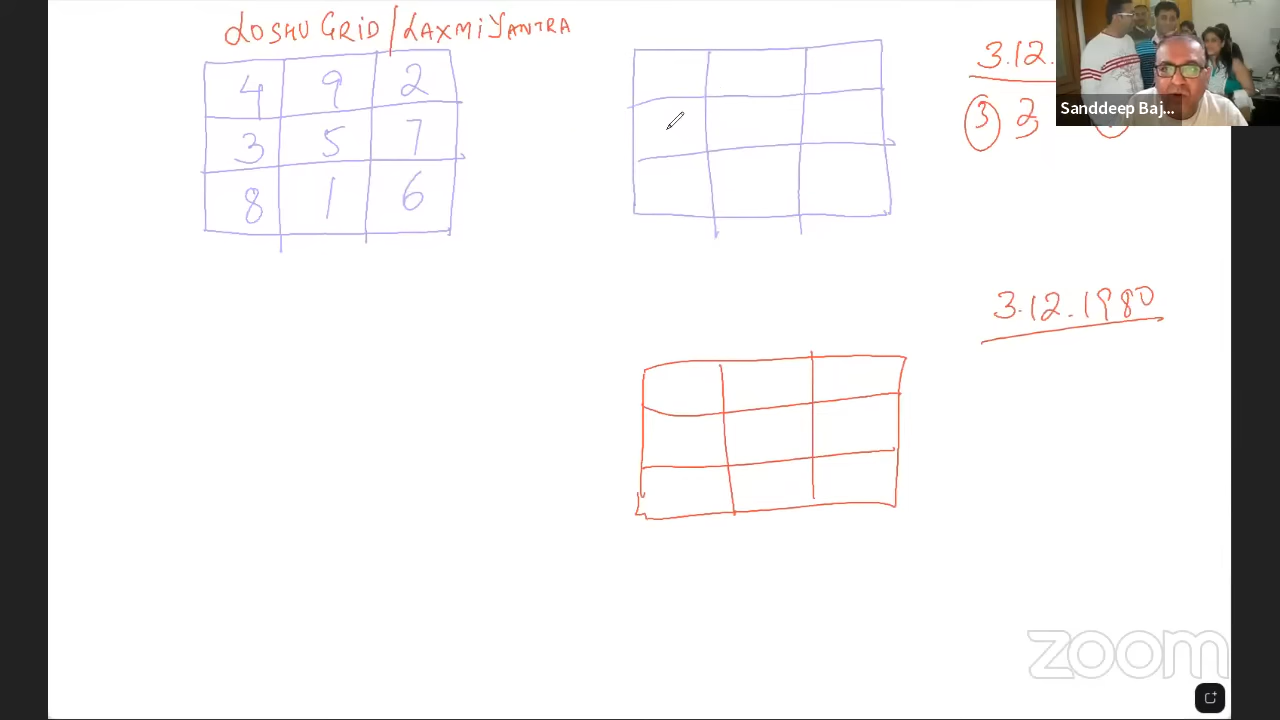 LOSHU GRID / LAXMI YANTRA
4 9 2
3 5 7
8 1 6
3.12.
3 3
Sanddeep Baj...
3.12.1980
zoom